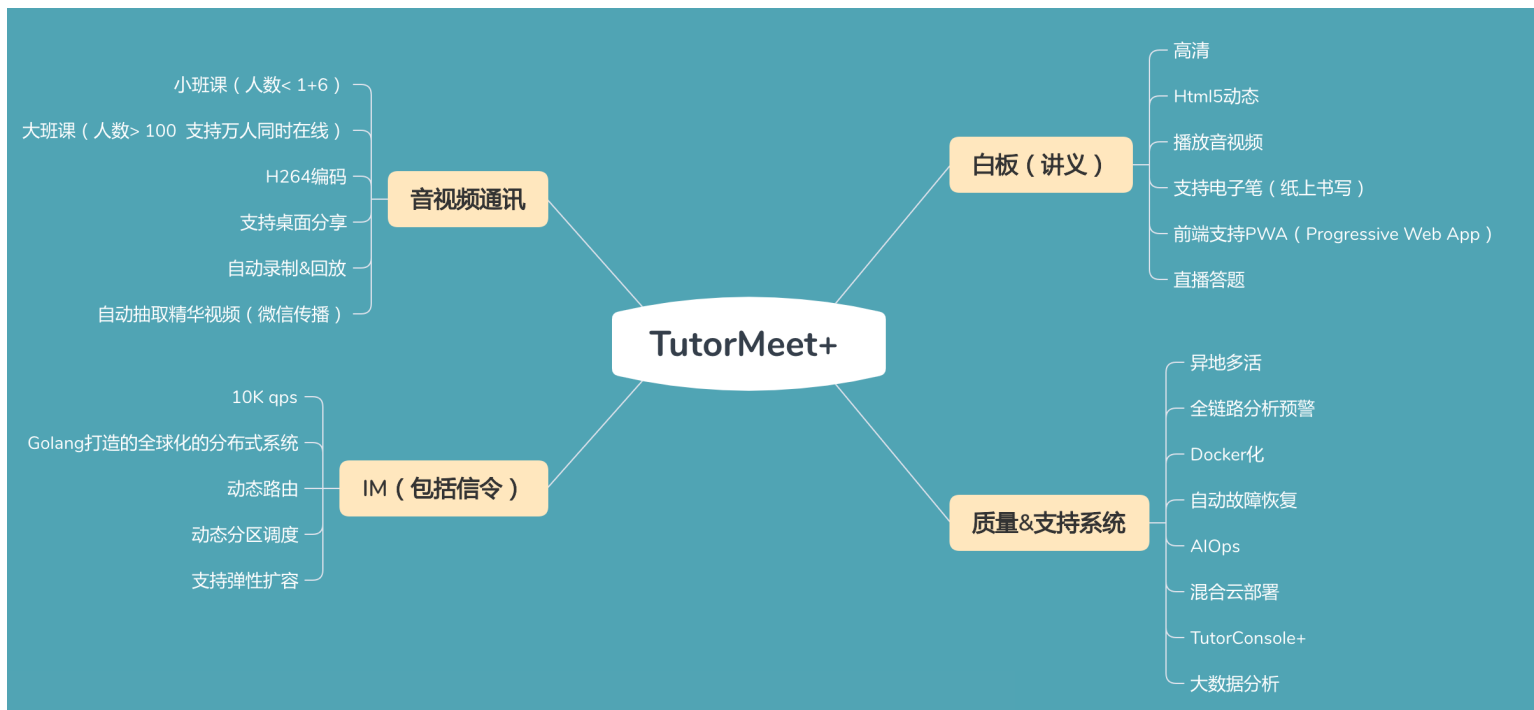 TutorMeet+
音视频通讯
小班课（人数< 1+6 ）
大班课（人数> 100  支持万人同时在线）
H264编码
支持桌面分享
自动录制&回放
自动抽取精华视频（微信传播）
IM（包括信令）
10K qps
Golang打造的全球化的分布式系统
动态路由
动态分区调度
支持弹性扩容
白板（讲义）
高清
Html5动态
播放音视频
支持电子笔（纸上书写）
前端支持PWA（Progressive Web App）
直播答题
质量&支持系统
异地多活
全链路分析预警
Docker化
自动故障恢复
AIOps
混合云部署
TutorConsole+
大数据分析